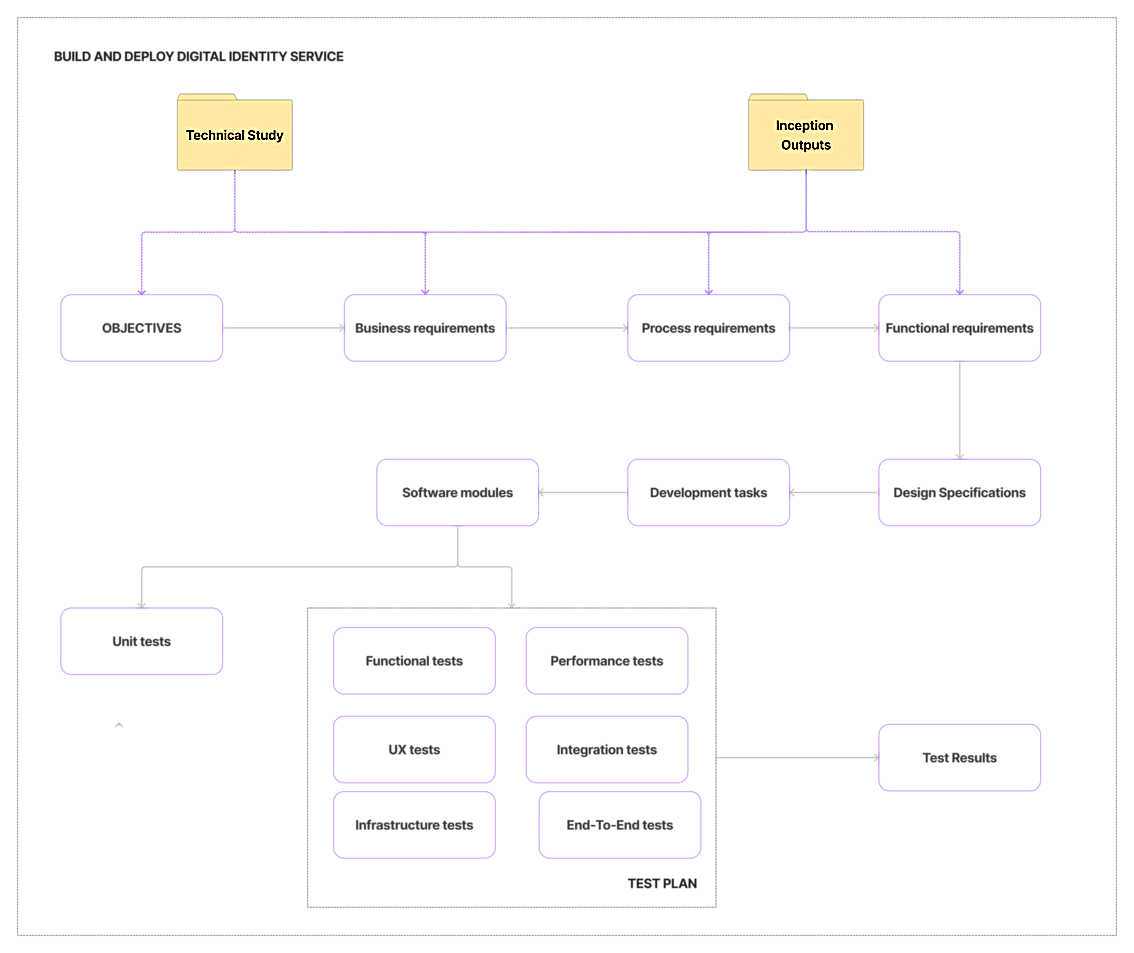 BUILD AND DEPLOY DIGITAL IDENTITY SERVICE
Technical Study
Inception
Outputs
OBJECTIVES
Business requirements
Process requirements
Functional requirements
Software modules
Development tasks
Design Specifications
Unit tests
Functional tests
Performance tests
UX tests
Integration tests
Test Results
Infrastructure tests
End-To-End tests
TEST PLAN